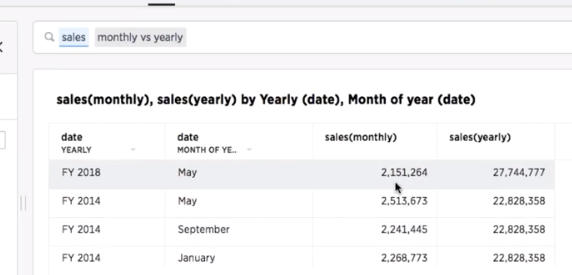 sales monthly vs yearly
sales(monthly), sales(yearly) by Yearly (date), Month of year (date)
date date sales(monthly) sales(yearly)
YEARLY MONTH OF YE..
FY 2018 May 2,151,264 27,744,777
FY 2014 May 2,513,673 22,828,358
FY 2014 September 2,241,445 22,828,358
FY 2014 January 2,268,773 22,828,358